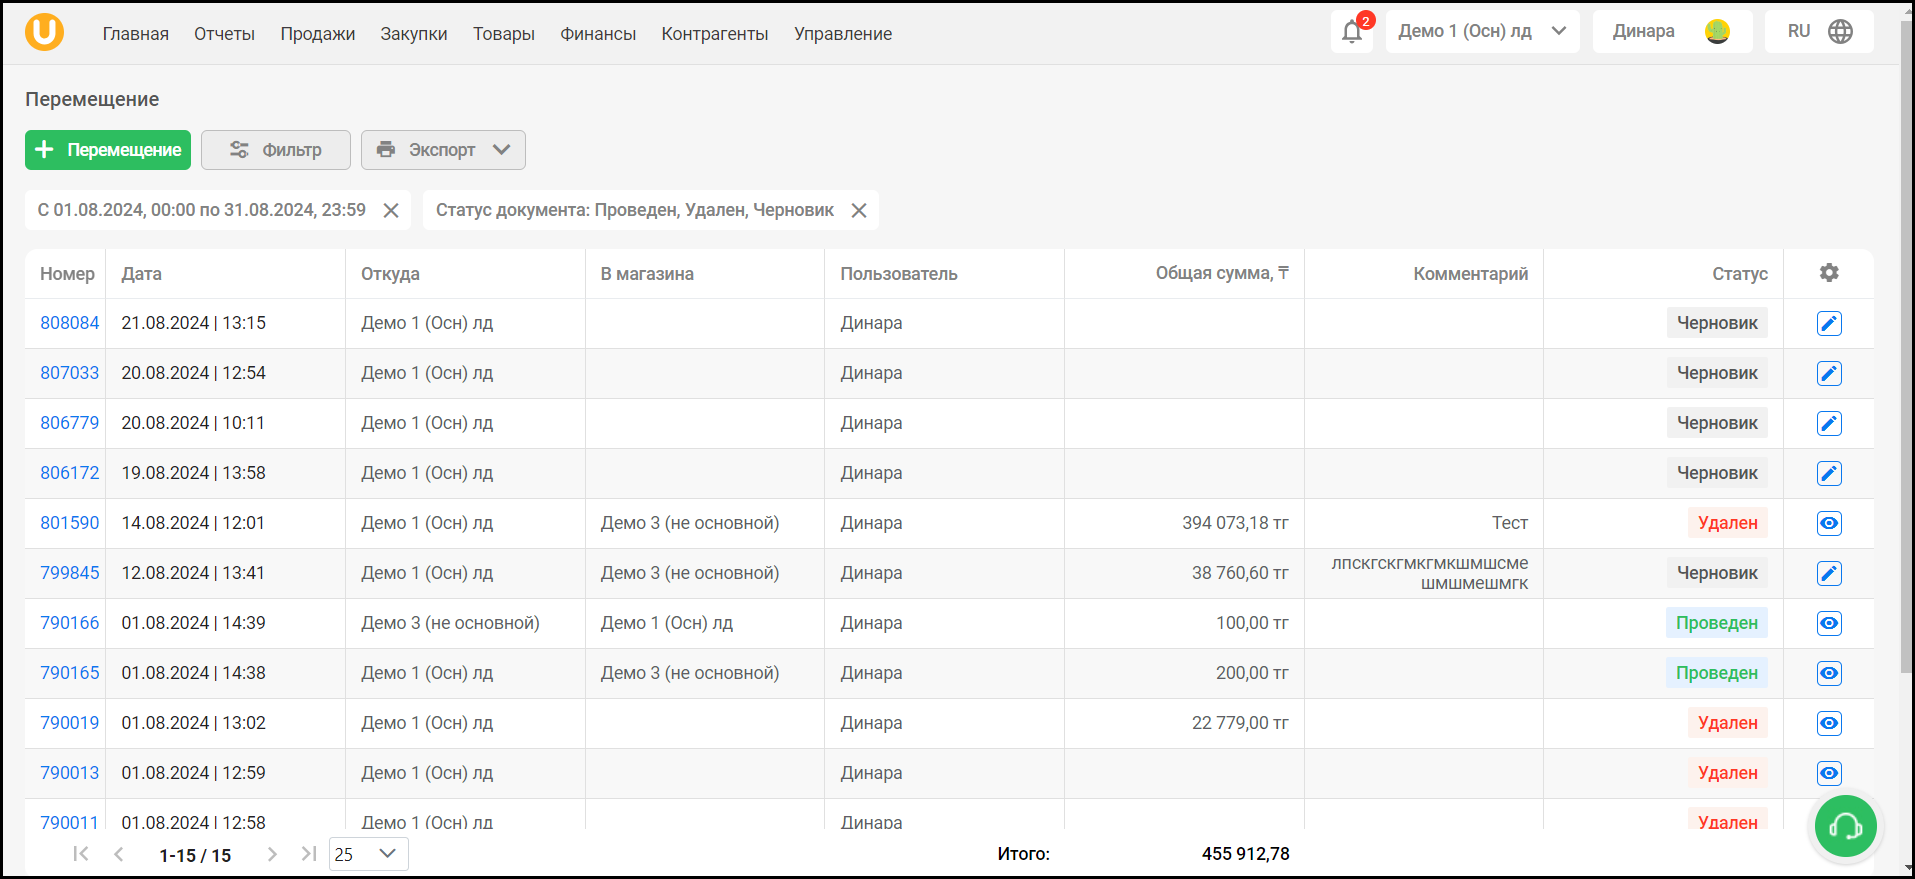 Главная Отчеты Продажи Закупки Товары Финансы Контрагенты Управление 2 Демо 1 (Осн) лд Динара RU
Перемещение
Перемещение Фильтр Экспорт
С 01.08.2024, 00:00 по 31.08.2024, 23:59 Статус документа: Проведен, Удален, Черновик
Номер Дата Откуда В магазина Пользователь Общая сумма, ₸ Комментарий Статус
808084 21.08.2024 | 13:15 Демо 1 (Осн) лд Динара Черновик
807033 20.08.2024 | 12:54 Демо 1 (Осн) лд Динара Черновик
806779 20.08.2024 | 10:11 Демо 1 (Осн) лд Динара Черновик
806172 19.08.2024 | 13:58 Демо 1 (Осн) лд Динара Черновик
801590 14.08.2024 | 12:01 Демо 1 (Осн) лд Демо 3 (не основной) Динара 394 073,18 тг Тест Удален
799845 12.08.2024 | 13:41 Демо 1 (Осн) лд Демо 3 (не основной) Динара 38 760,60 тг лпскгскгмкгмкшмшсме Черновик
шмшмешмгк
790166 01.08.2024 | 14:39 Демо 3 (не основной) Демо 1 (Осн) лд Динара 100,00 тг Проведен
790165 01.08.2024 | 14:38 Демо 1 (Осн) лд Демо 3 (не основной) Динара 200,00 тг Проведен
790019 01.08.2024 | 13:02 Демо 1 (Осн) лд Динара 22 779,00 тг Удален
790013 01.08.2024 | 12:59 Демо 1 (Осн) лд Динара Удален
790011 01.08.2024 | 12:58 Демо 1 (Осн) лд Динара Удален
1-15 / 15 25 Итого: 455 912,78